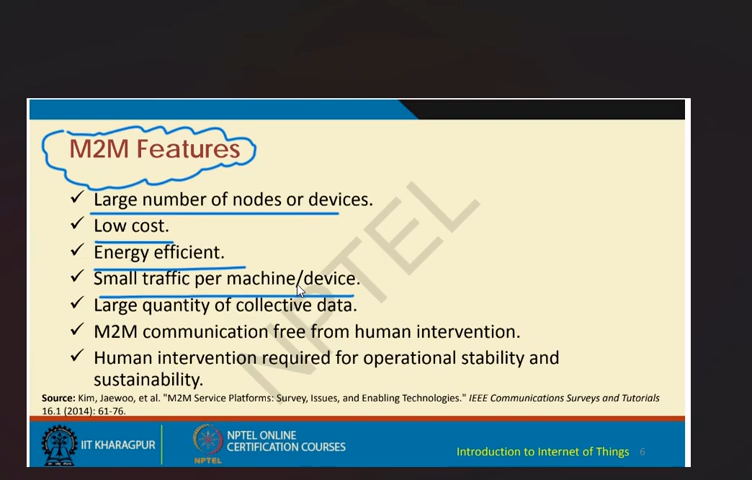 M2M Features
✓ Large number of nodes or devices.
✓ Low cost.
✓ Energy efficient.
✓ Small traffic per machine/device.
✓ Large quantity of collective data.
✓ M2M communication free from human intervention.
✓ Human intervention required for operational stability and
sustainability.
Source: Kim, Jaewoo, et al. "M2M Service Platforms: Survey, Issues, and Enabling Technologies." IEEE Communications Surveys and Tutorials
16.1 (2014): 61-76.
NPTEL
IIT KHARAGPUR
NPTEL
NPTEL ONLINE
CERTIFICATION COURSES
Introduction to Internet of Things 6